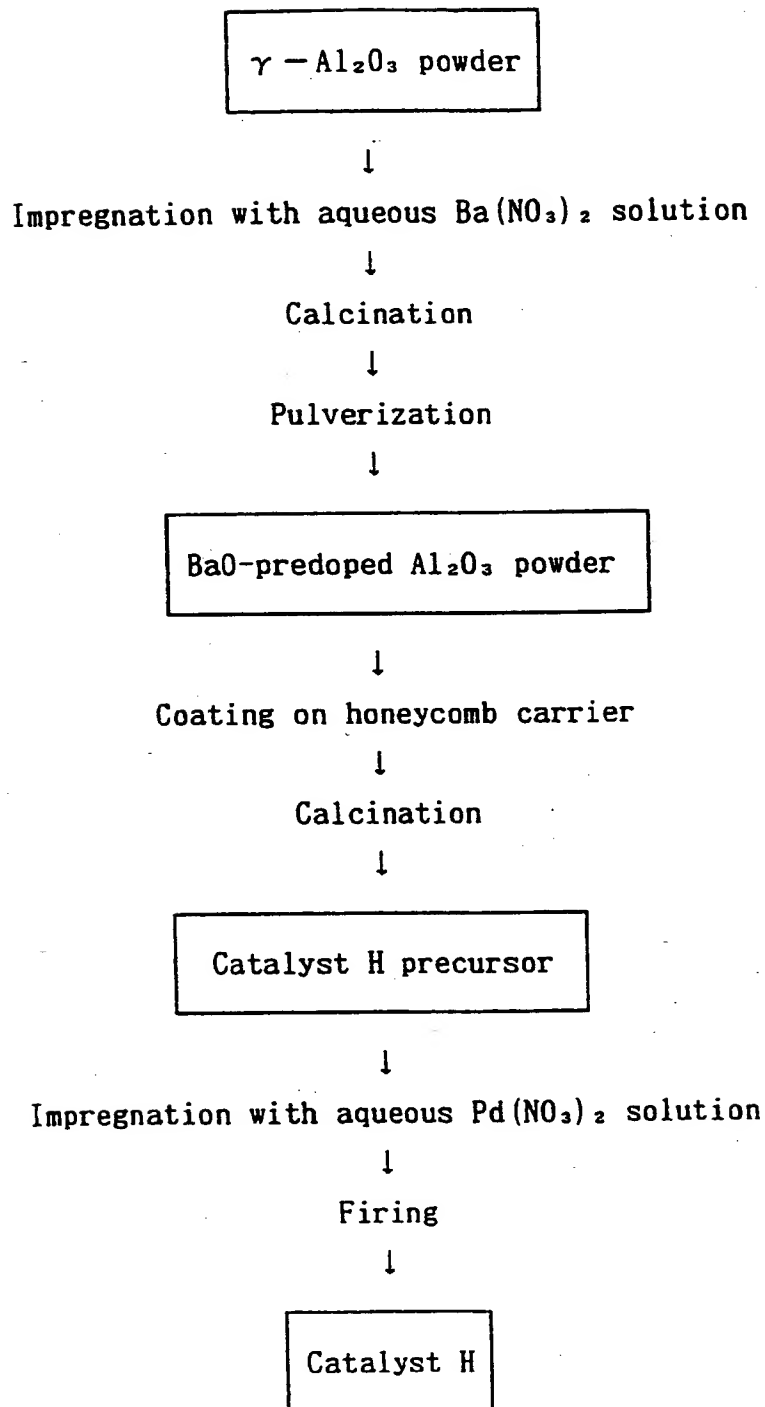 γ－Al₂O₃ powder
↓
Impregnation with aqueous Ba(NO₃)₂ solution
↓
Calcination
↓
Pulverization
↓
BaO-predoped Al₂O₃ powder
↓
Coating on honeycomb carrier
↓
Calcination
↓
Catalyst H precursor
↓
Impregnation with aqueous Pd(NO₃)₂ solution
↓
Firing
↓
Catalyst H